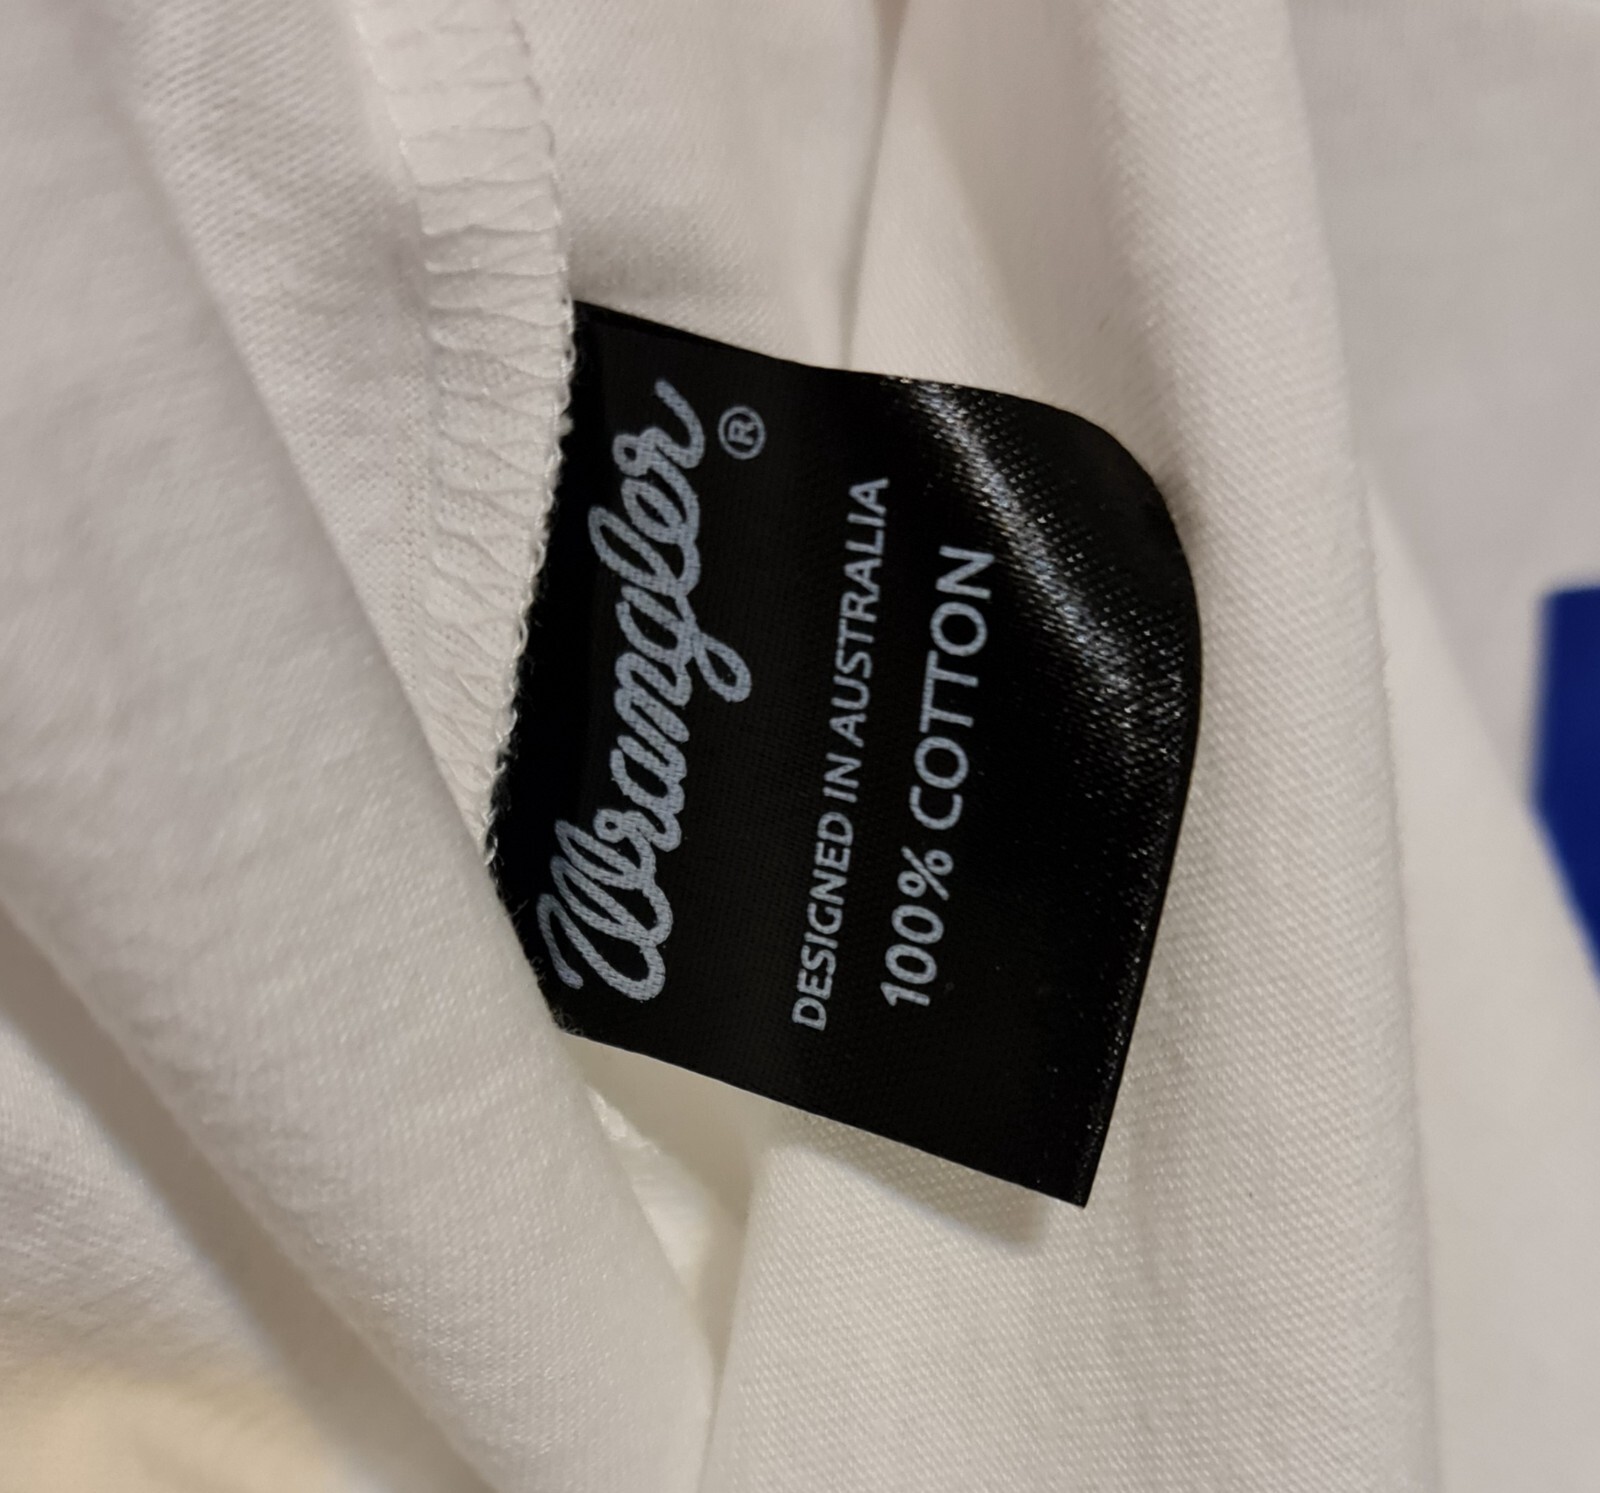 Wrangler®
DESIGNED IN AUSTRALIA
100% COTTON